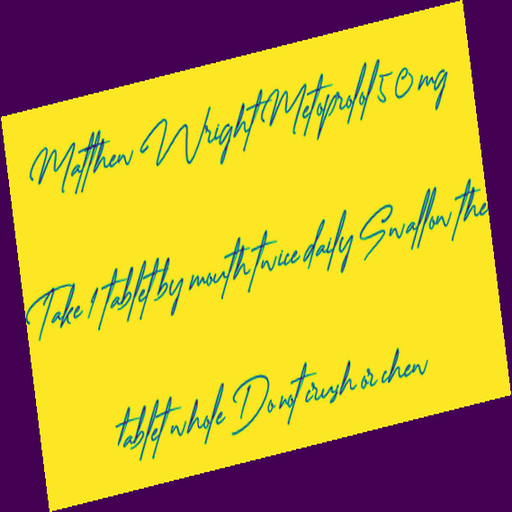 Matthew Wright Metoprolol 50 mg
Take 1 tablet by mouth twice daily Swallow the
tablet whole Do not crush or chew